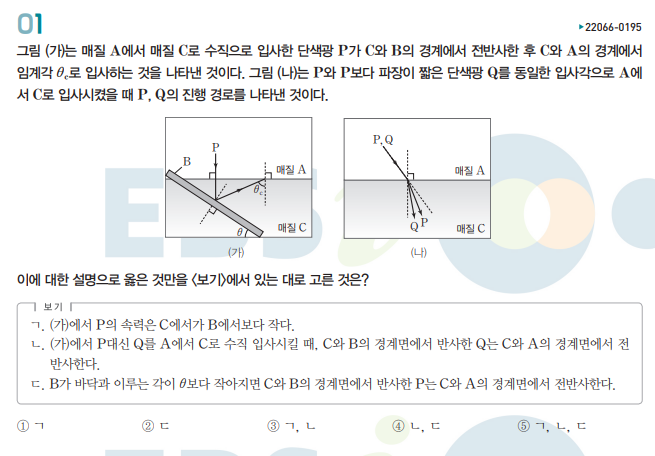 01
▸22066-0195
그림 (가)는 매질 A에서 매질 C로 수직으로 입사한 단색광 P가 C와 B의 경계에서 전반사한 후 C와 A의 경계에서
임계각 θc로 입사하는 것을 나타낸 것이다. 그림 (나)는 P와 P보다 파장이 짧은 단색광 Q를 동일한 입사각으로 A에
서 C로 입사시켰을 때 P, Q의 진행 경로를 나타낸 것이다.
P
B
매질 A
θc
매질 C
θ
(가)
P, Q
매질 A
Q P
매질 C
(나)
이에 대한 설명으로 옳은 것만을 <보기>에서 있는 대로 고른 것은?
보기
ㄱ. (가)에서 P의 속력은 C에서가 B에서보다 작다.
ㄴ. (가)에서 P대신 Q를 A에서 C로 수직 입사시킬 때, C와 B의 경계면에서 반사한 Q는 C와 A의 경계면에서 전
반사한다.
ㄷ. B가 바닥과 이루는 각이 θ보다 작아지면 C와 B의 경계면에서 반사한 P는 C와 A의 경계면에서 전반사한다.
① ㄱ ② ㄷ ③ ㄱ, ㄴ ④ ㄴ, ㄷ ⑤ ㄱ, ㄴ, ㄷ
EBSi
EBSi